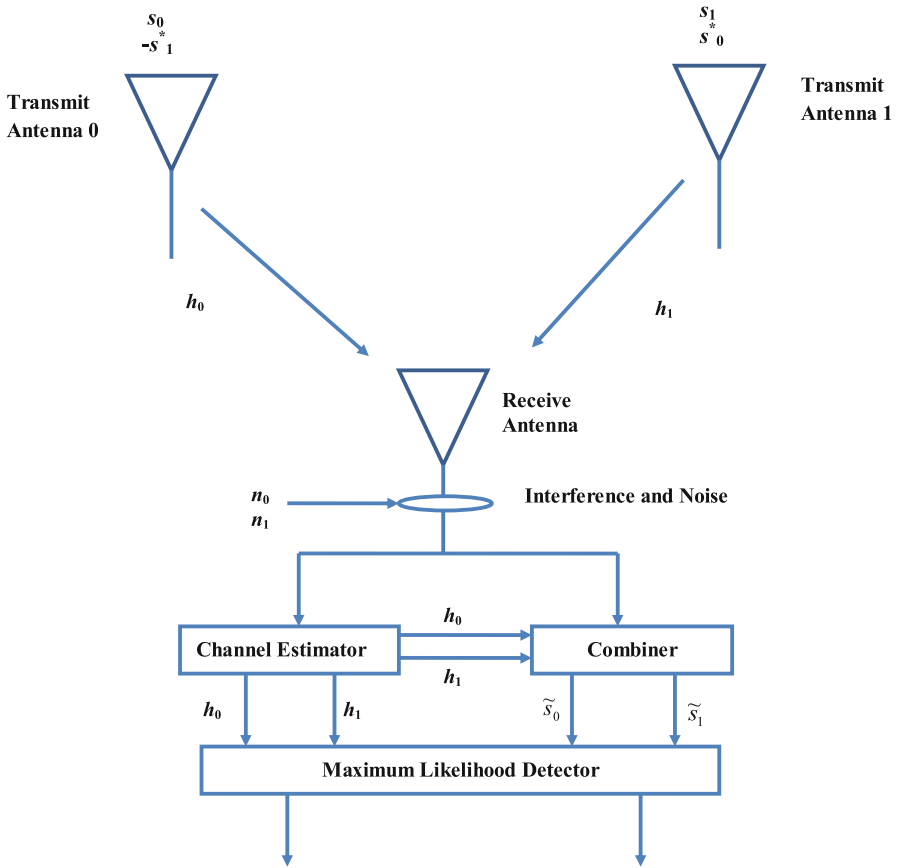 s₀
-s*₁
s₁
s*₀
Transmit
Antenna 0
Transmit
Antenna 1
h₀
h₁
Receive
Antenna
n₀
n₁
Interference and Noise
h₀
Channel Estimator
Combiner
h₁
h₀
h₁
s̃₀
s̃₁
Maximum Likelihood Detector